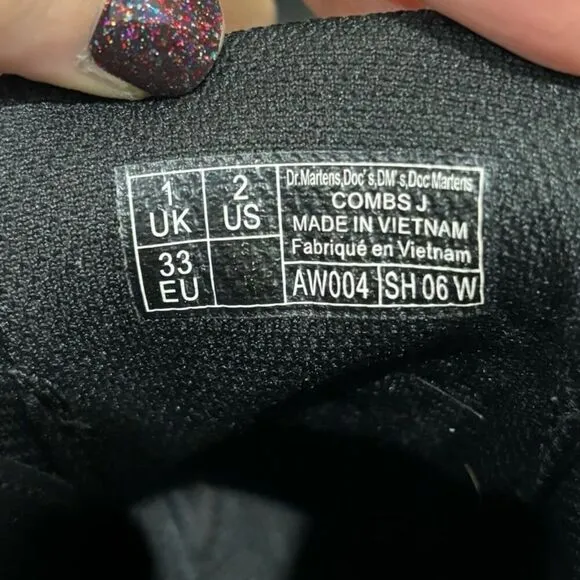 1 UK
2 US
33 EU
Dr.Martens,Doc's,DM's,Doc Martens
COMBS J
MADE IN VIETNAM
Fabriqué en Vietnam
AW004 SH 06 W